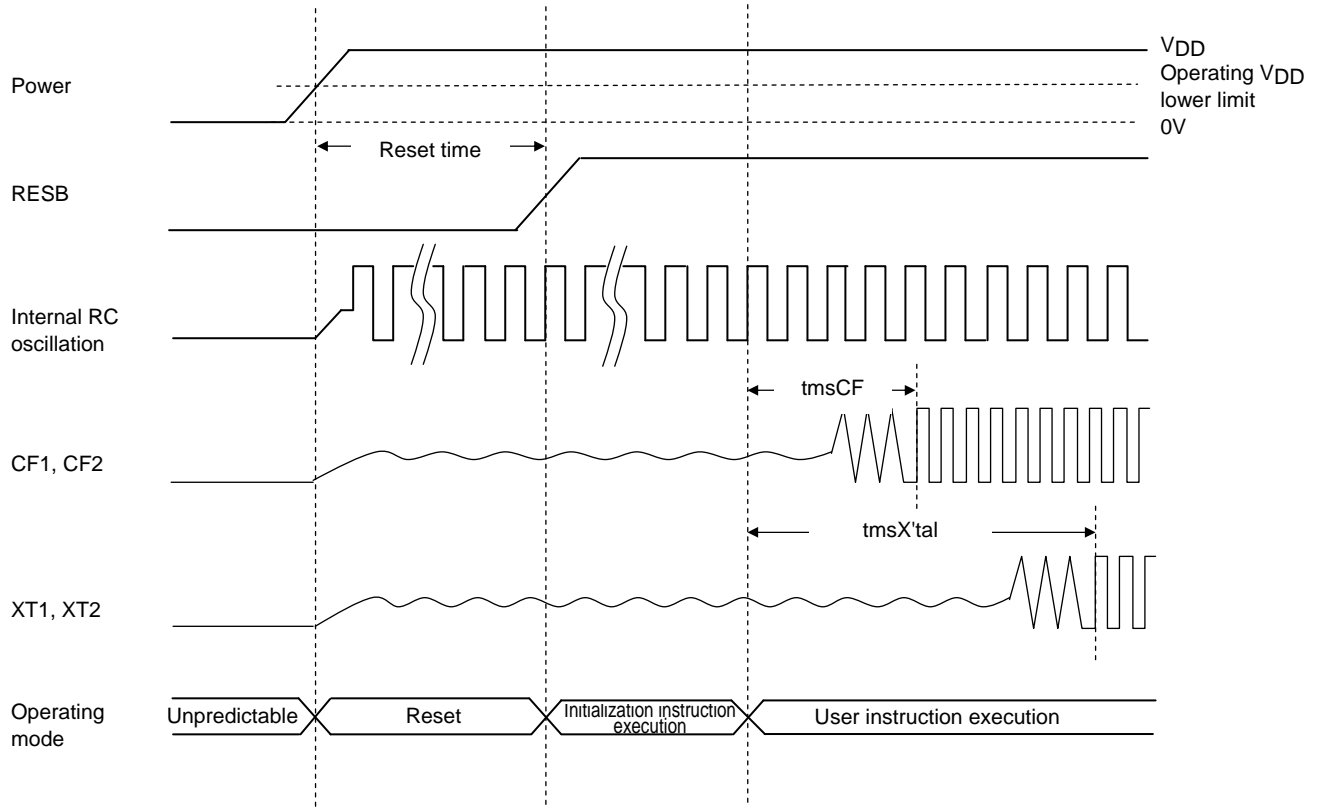 VDD
Operating VDD
lower limit
0V
Power
Reset time
RESB
Internal RC
oscillation
tmsCF
CF1, CF2
tmsX'tal
XT1, XT2
Operating
mode
Unpredictable
Reset
Initialization instruction
execution
User instruction execution